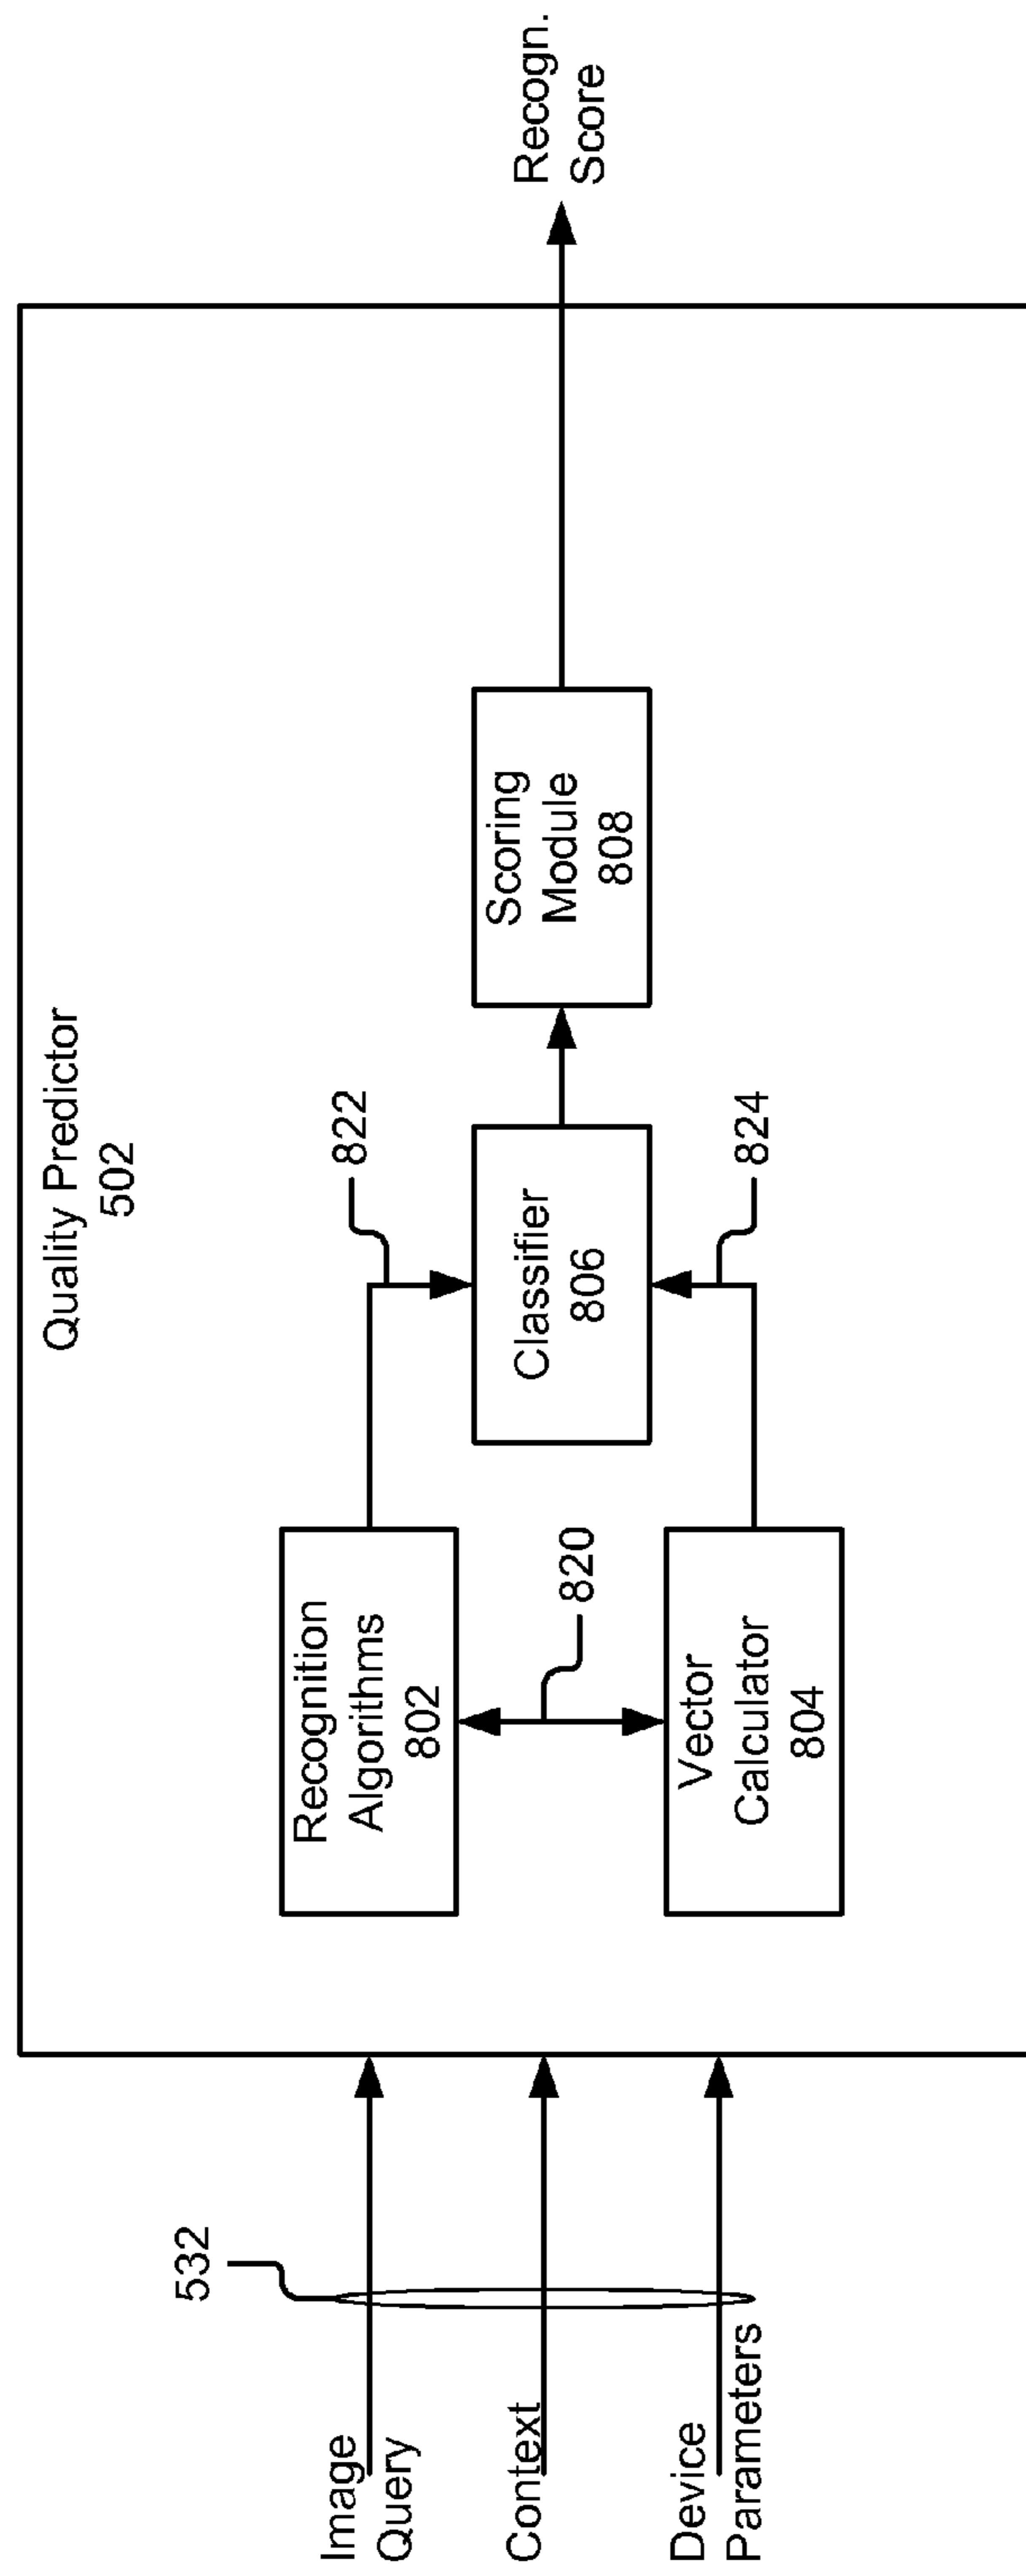 Quality Predictor
502
532
Image
Query
Context
Device
Parameters
Recognition
Algorithms
802
820
Vector
Calculator
804
822
Classifier
806
824
Scoring
Module
808
Recogn.
Score